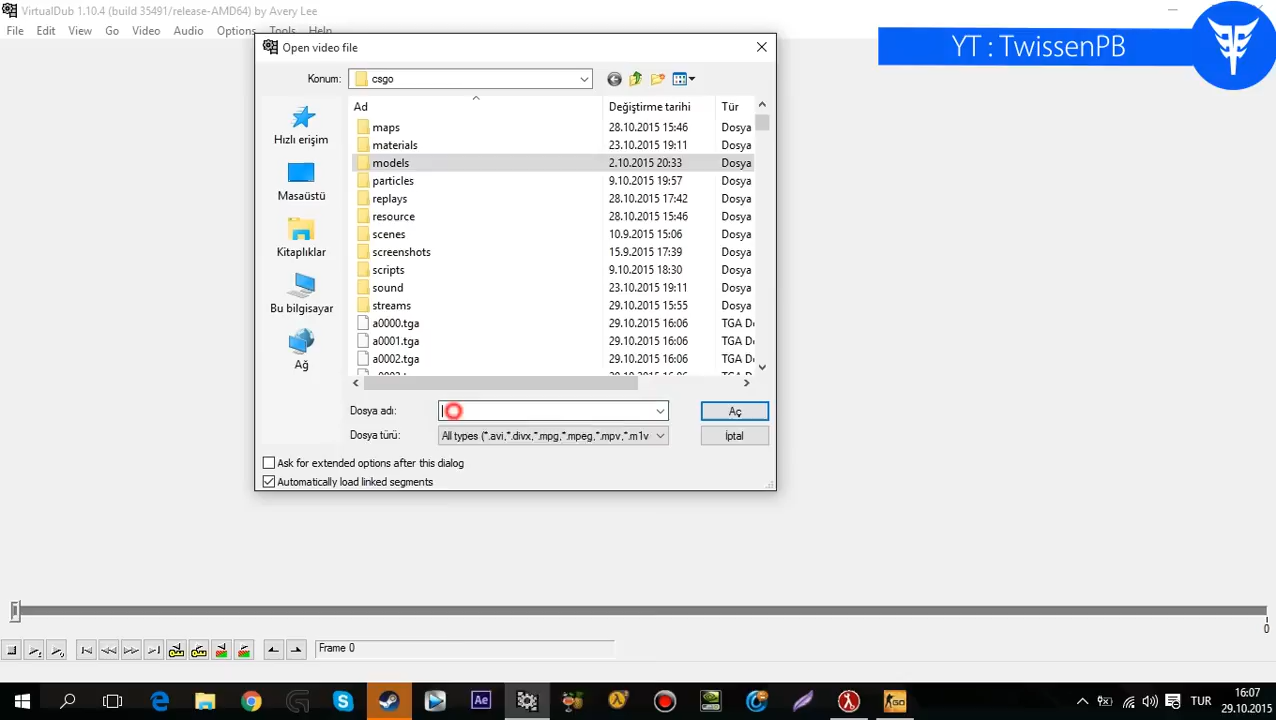 VirtualDub 1.10.4 (build 35491/release-AMD64) by Avery Lee
File Edit View Go Video Audio Options Tools Help
YT : TwissenPB
Open video file
Konum: csgo
Ad Değiştirme tarihi Tür
maps 28.10.2015 15:46 Dosya
materials 23.10.2015 19:11 Dosya
models 2.10.2015 20:33 Dosya
particles 9.10.2015 19:57 Dosya
replays 28.10.2015 17:42 Dosya
resource 28.10.2015 15:46 Dosya
scenes 10.9.2015 15:06 Dosya
screenshots 15.9.2015 17:39 Dosya
scripts 9.10.2015 18:30 Dosya
sound 23.10.2015 19:11 Dosya
streams 29.10.2015 15:55 Dosya
a0000.tga 29.10.2015 16:06 TGA
a0001.tga 29.10.2015 16:06 TGA
a0002.tga 29.10.2015 16:06 TGA
Hızlı erişim
Masaüstü
Kitaplıklar
Bu bilgisayar
Ağ
Dosya adı: Aç
Dosya türü: All types (*.avi,*.divx,*.mpg,*.mpeg,*.mpv,*.m1v İptal
Ask for extended options after this dialog
Automatically load linked segments
0
Frame 0
Ae
GO
TUR
16:07
29.10.2015